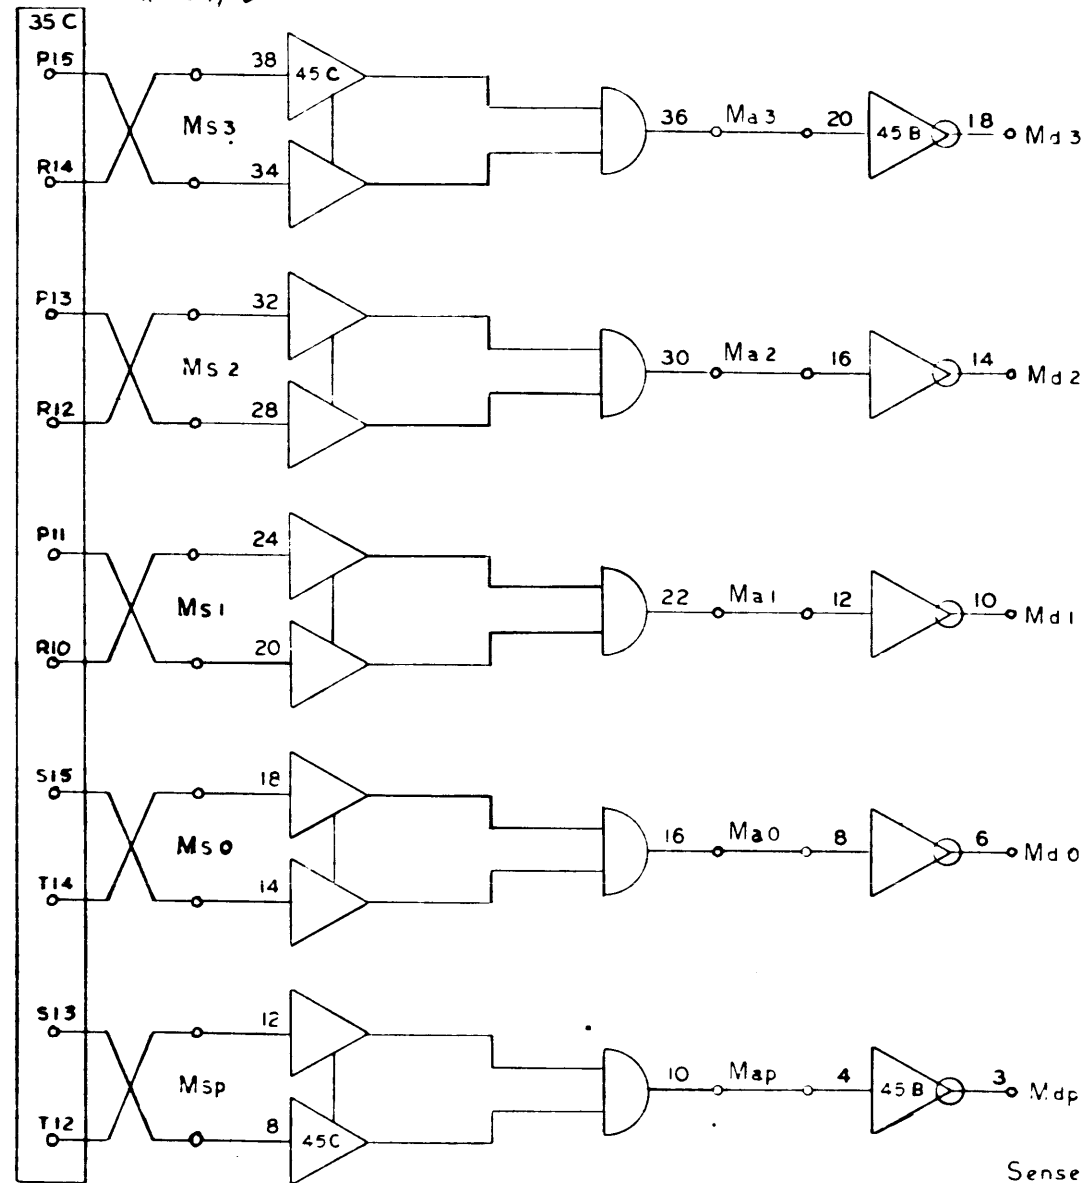 35C
P15 38 45C
Ms3 36 Ma3 20 45B 18 Md3
R14 34
P13 32
Ms2 30 Ma2 16 14 Md2
R12 28
P11 24
Ms1 22 Ma1 12 10 Md1
R10 20
S15 18
Ms0 16 Ma0 8 6 Md0
T14 14
S13 12
Msp 10 Map 4 45B 3 Mdp
T12 8 45C
Sense